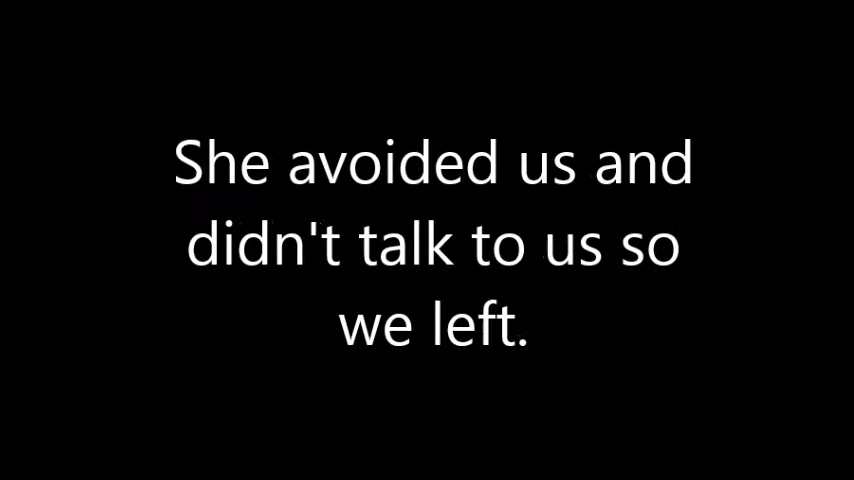 She avoided us and
didn't talk to us so
we left.